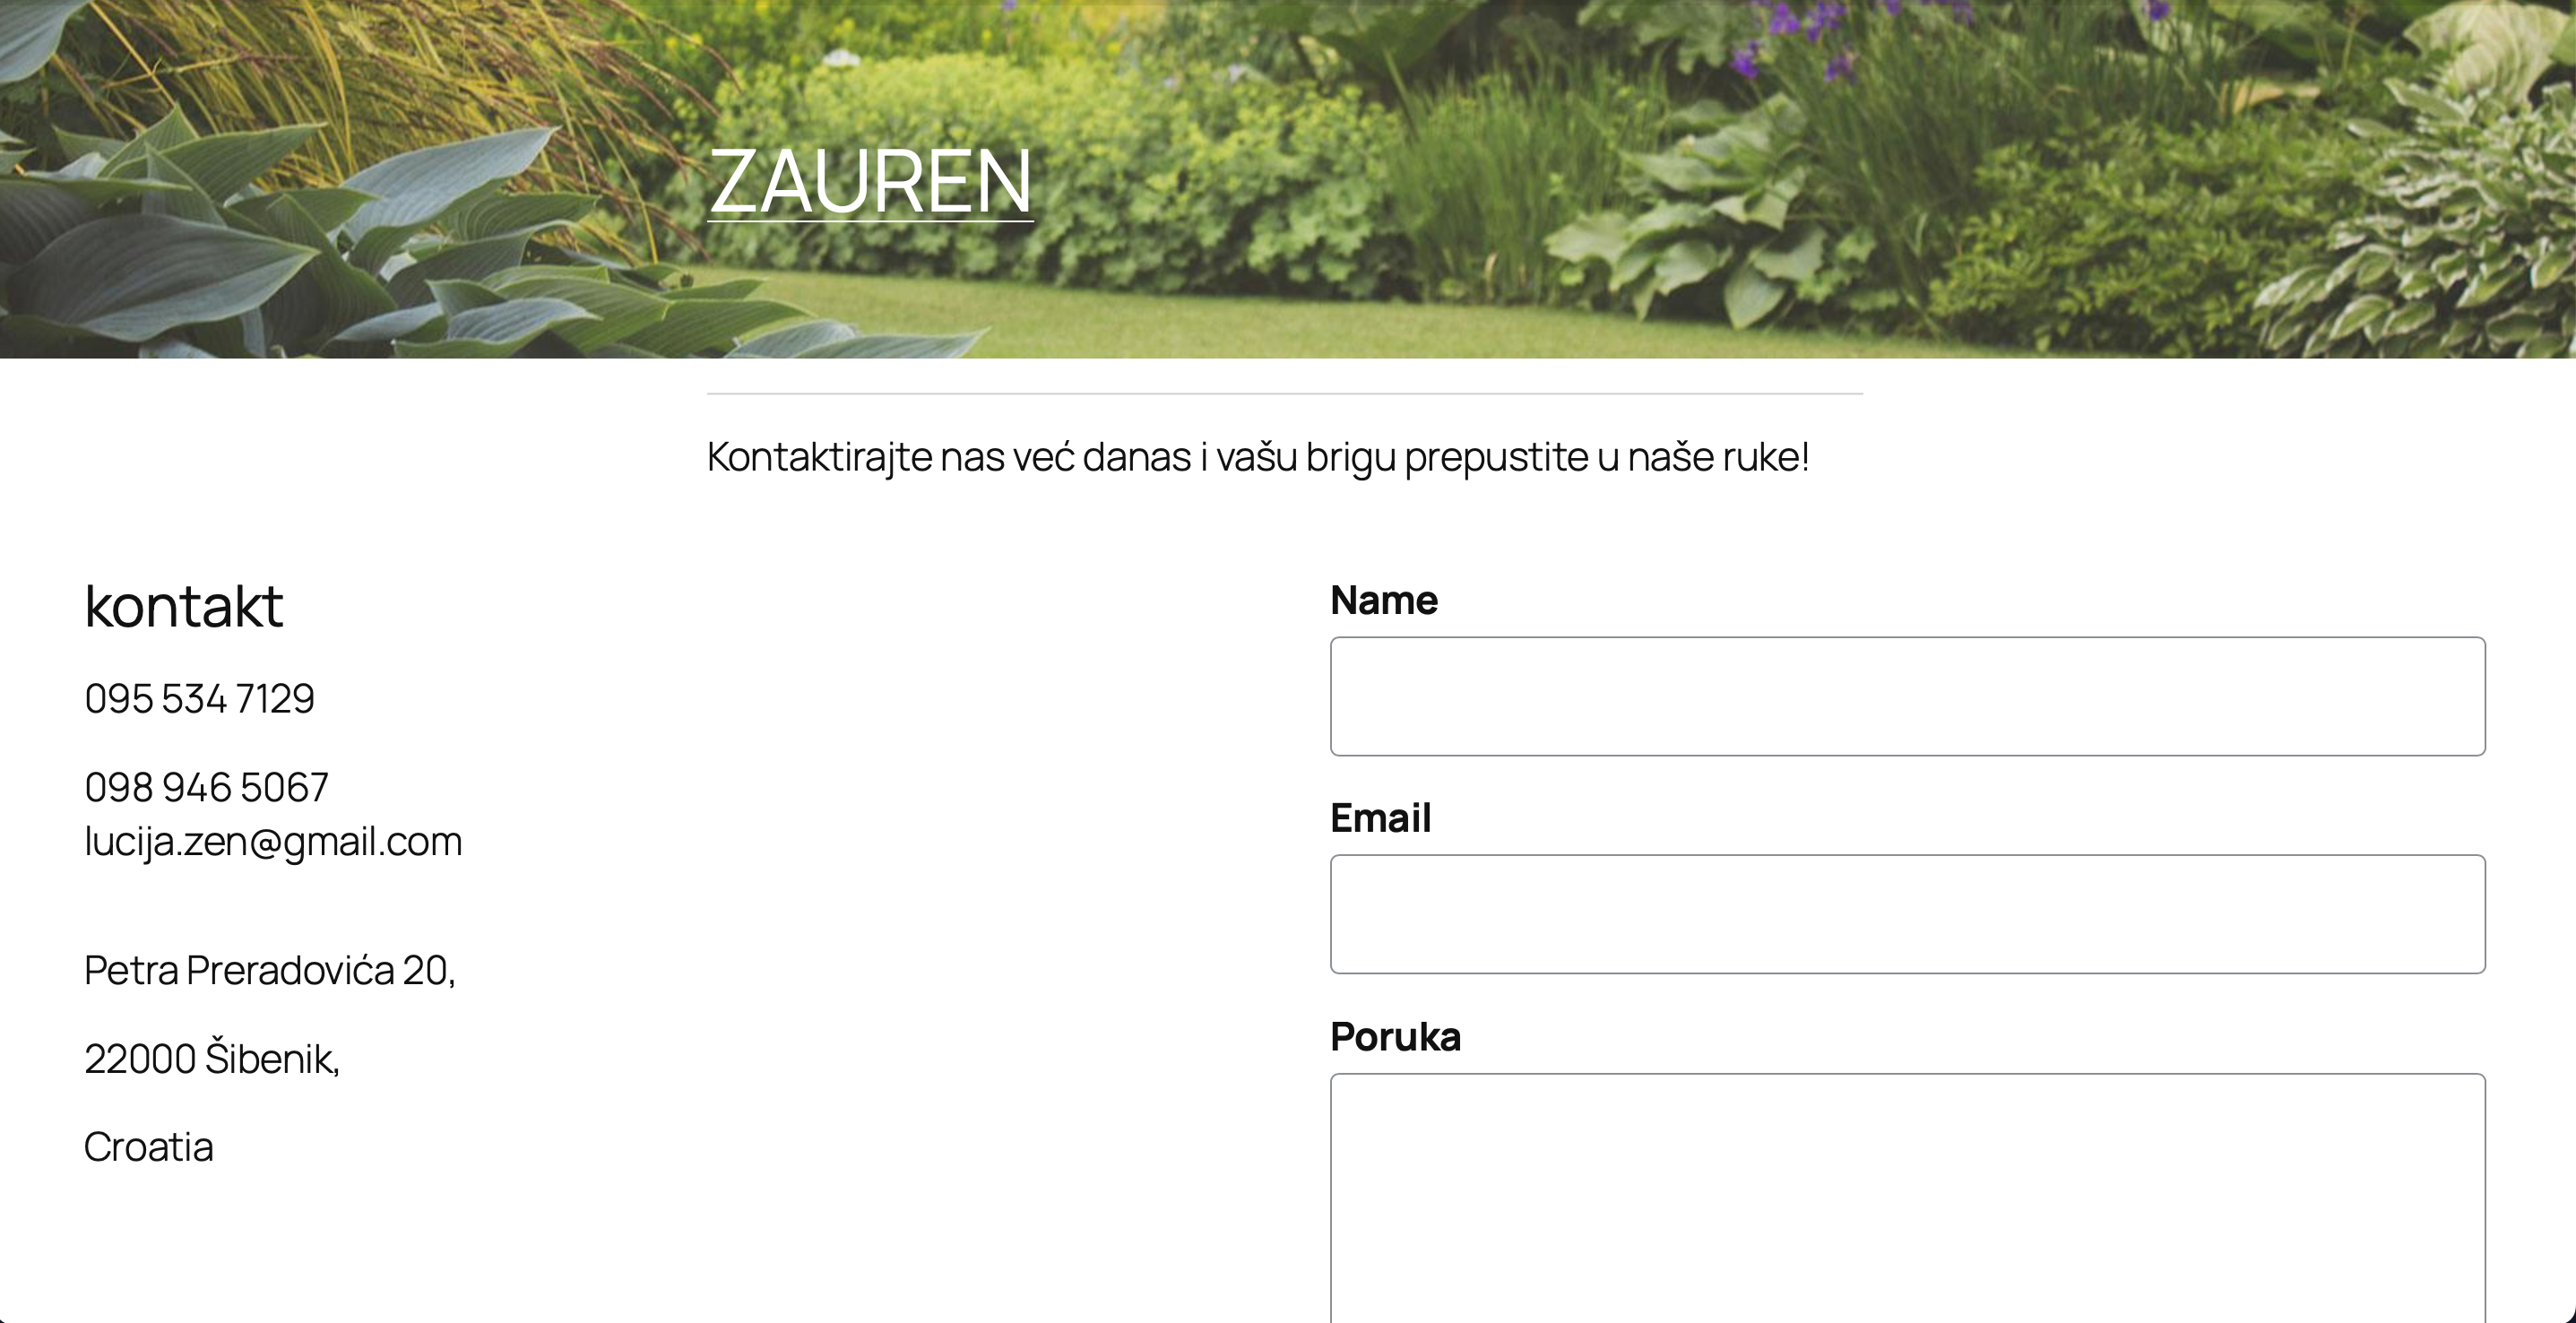 ZAUREN
Kontaktirajte nas već danas i vašu brigu prepustite u naše ruke!
kontakt
095 534 7129
098 946 5067
lucija.zen@gmail.com
Petra Preradovića 20,
22000 Šibenik,
Croatia
Name
Email
Poruka